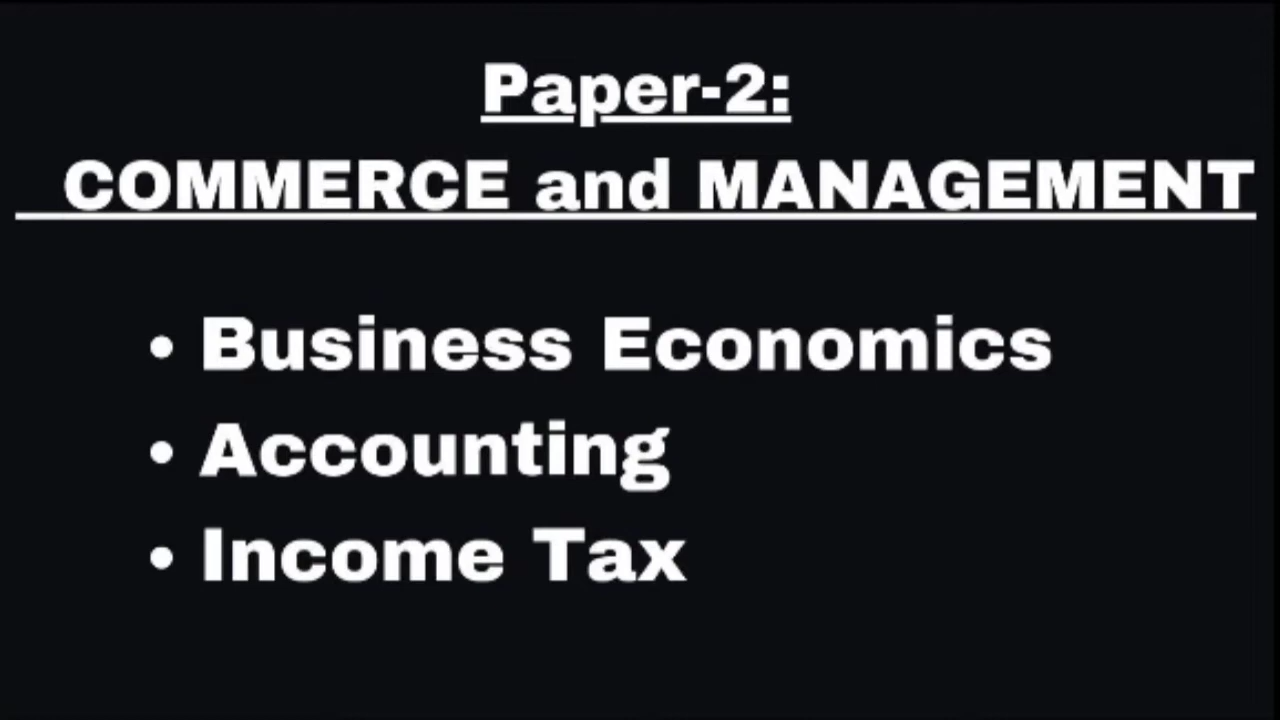 Paper-2:
COMMERCE and MANAGEMENT
• Business Economics
• Accounting
• Income Tax